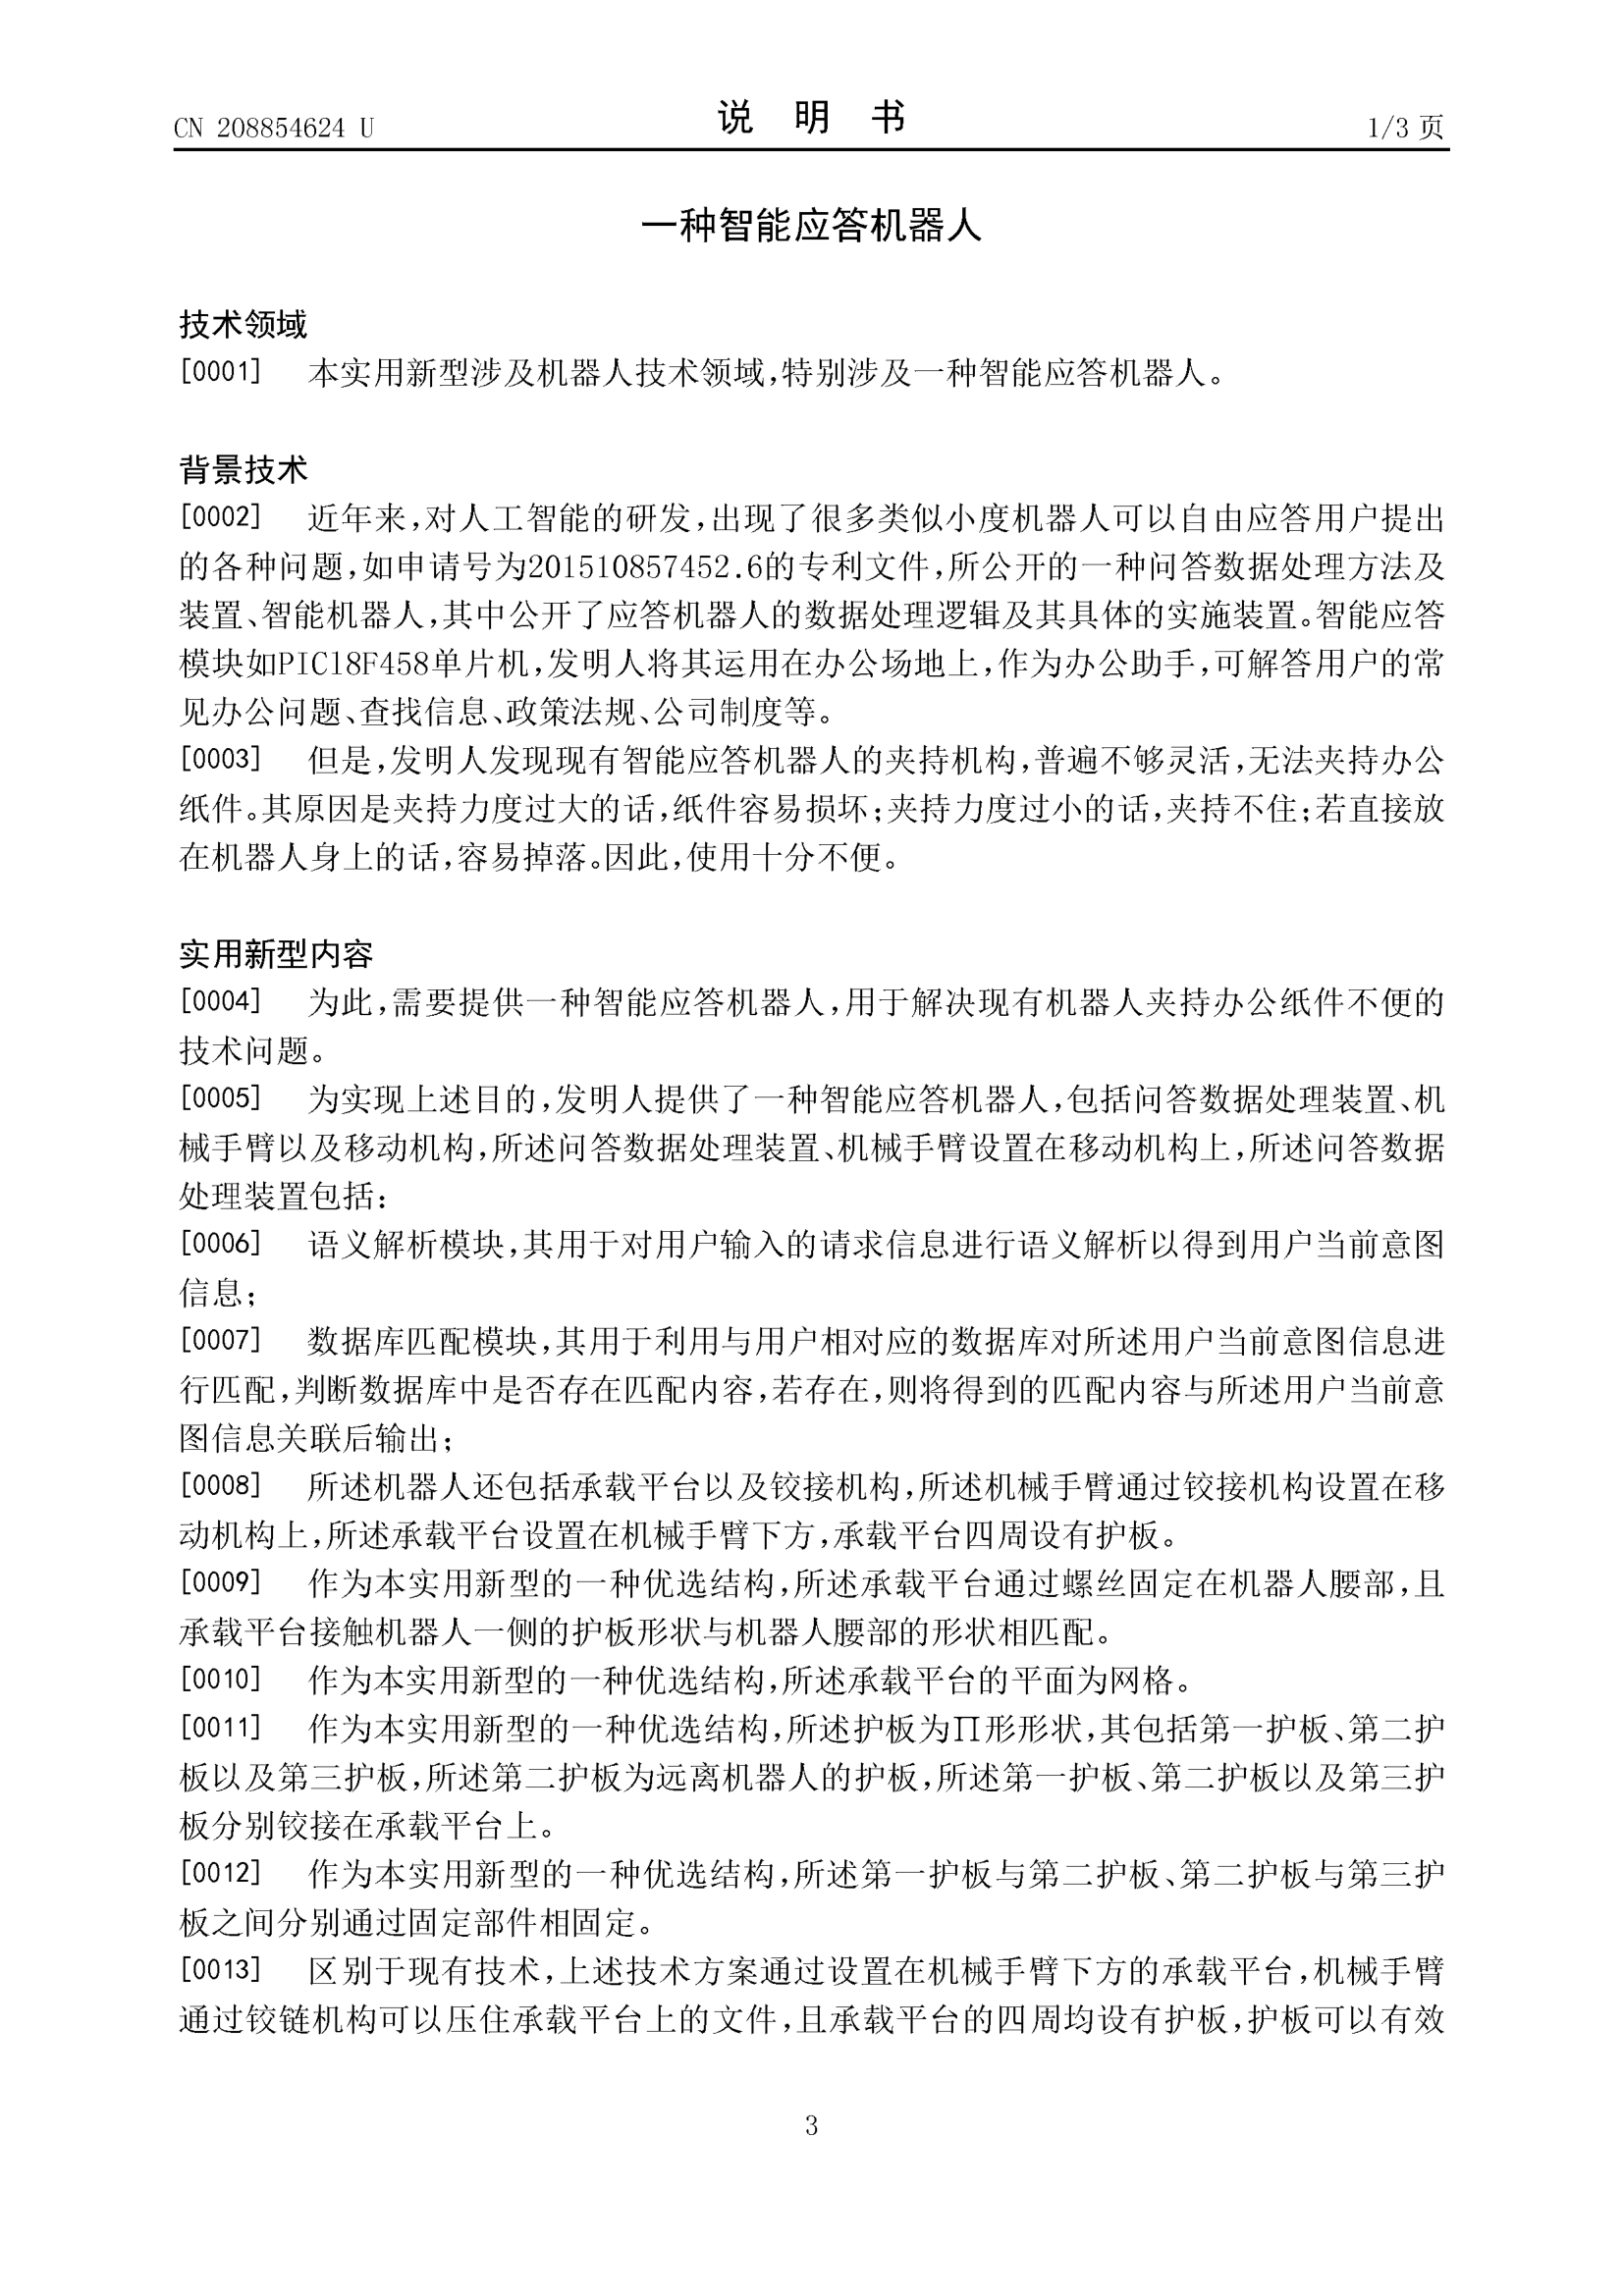 CN 208854624 U
说 明 书
1/3 页
一种智能应答机器人
技术领域
[0001] 本实用新型涉及机器人技术领域,特别涉及一种智能应答机器人。
背景技术
[0002] 近年来,对人工智能的研发,出现了很多类似小度机器人可以自由应答用户提出
的各种问题,如申请号为201510857452.6的专利文件,所公开的一种问答数据处理方法及
装置、智能机器人,其中公开了应答机器人的数据处理逻辑及其具体的实施装置。智能应答
模块如PIC18F458单片机,发明人将其运用在办公场地上,作为办公助手,可解答用户的常
见办公问题、查找信息、政策法规、公司制度等。
[0003] 但是,发明人发现现有智能应答机器人的夹持机构,普遍不够灵活,无法夹持办公
纸件。其原因是夹持力度过大的话,纸件容易损坏;夹持力度过小的话,夹持不住;若直接放
在机器人身上的话,容易掉落。因此,使用十分不便。
实用新型内容
[0004] 为此,需要提供一种智能应答机器人,用于解决现有机器人夹持办公纸件不便的
技术问题。
[0005] 为实现上述目的,发明人提供了一种智能应答机器人,包括问答数据处理装置、机
械手臂以及移动机构,所述问答数据处理装置、机械手臂设置在移动机构上,所述问答数据
处理装置包括:
[0006] 语义解析模块,其用于对用户输入的请求信息进行语义解析以得到用户当前意图
信息;
[0007] 数据库匹配模块,其用于利用与用户相对应的数据库对所述用户当前意图信息进
行匹配,判断数据库中是否存在匹配内容,若存在,则将得到的匹配内容与所述用户当前意
图信息关联后输出;
[0008] 所述机器人还包括承载平台以及铰接机构,所述机械手臂通过铰接机构设置在移
动机构上,所述承载平台设置在机械手臂下方,承载平台四周设有护板。
[0009] 作为本实用新型的一种优选结构,所述承载平台通过螺丝固定在机器人腰部,且
承载平台接触机器人一侧的护板形状与机器人腰部的形状相匹配。
[0010] 作为本实用新型的一种优选结构,所述承载平台的平面为网格。
[0011] 作为本实用新型的一种优选结构,所述护板为∏形形状,其包括第一护板、第二护
板以及第三护板,所述第二护板为远离机器人的护板,所述第一护板、第二护板以及第三护
板分别铰接在承载平台上。
[0012] 作为本实用新型的一种优选结构,所述第一护板与第二护板、第二护板与第三护
板之间分别通过固定部件相固定。
[0013] 区别于现有技术,上述技术方案通过设置在机械手臂下方的承载平台,机械手臂
通过铰链机构可以压住承载平台上的文件,且承载平台的四周均设有护板,护板可以有效
3